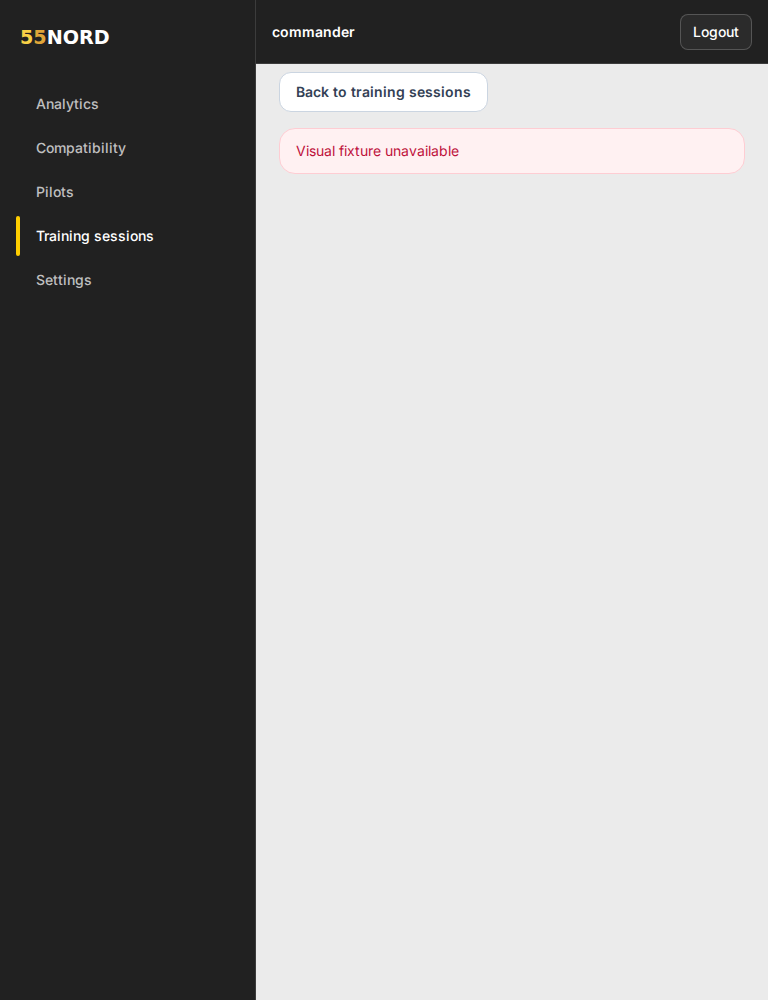 55NORD
Analytics
Compatibility
Pilots
Training sessions
Settings
commander
Logout
Back to training sessions
Visual fixture unavailable